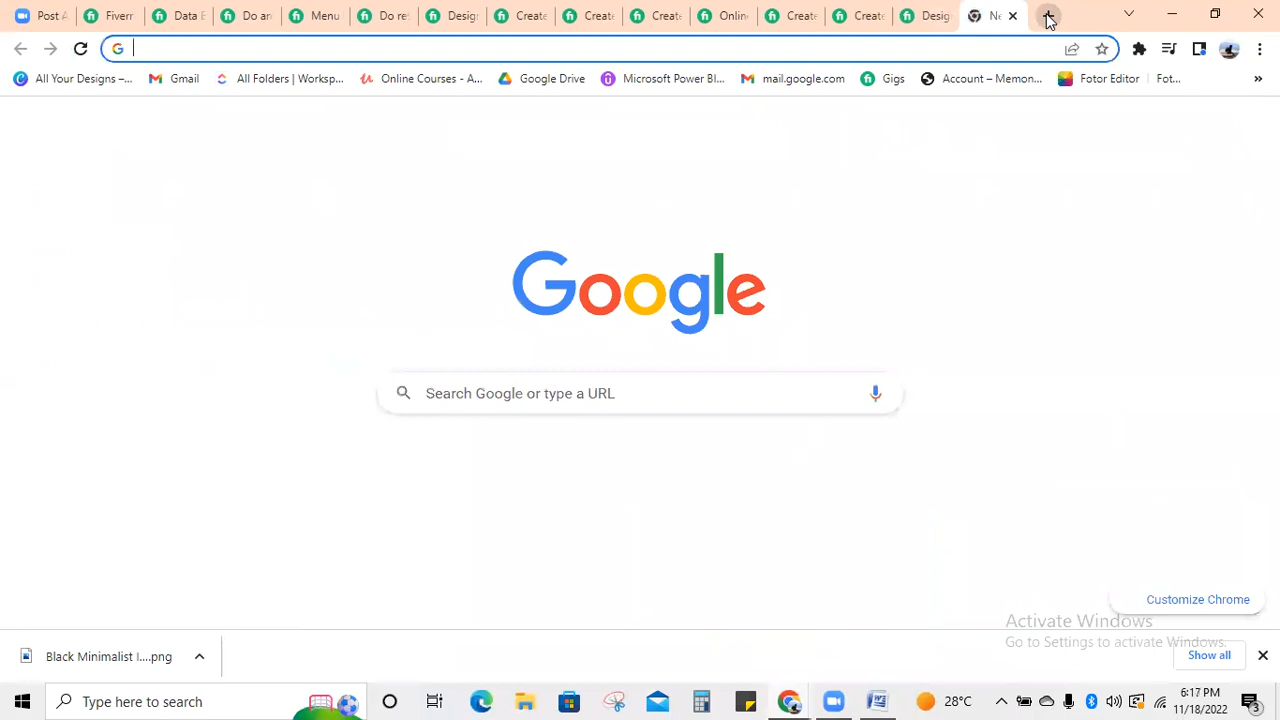 Post A Fiverr Data E Do ar Menu Do re Design Create Create Create Onlin Create Create Desig Ne
All Your Designs –... Gmail All Folders | Worksp... Online Courses - A... Google Drive Microsoft Power BI... mail.google.com Gigs Account – Memon... Fotor Editor Fot... »
Google
Search Google or type a URL
Customize Chrome
Activate Windows
Go to Settings to activate Windows.
Black Minimalist I....png
Show all
Type here to search
28°C
6:17 PM
11/18/2022
3